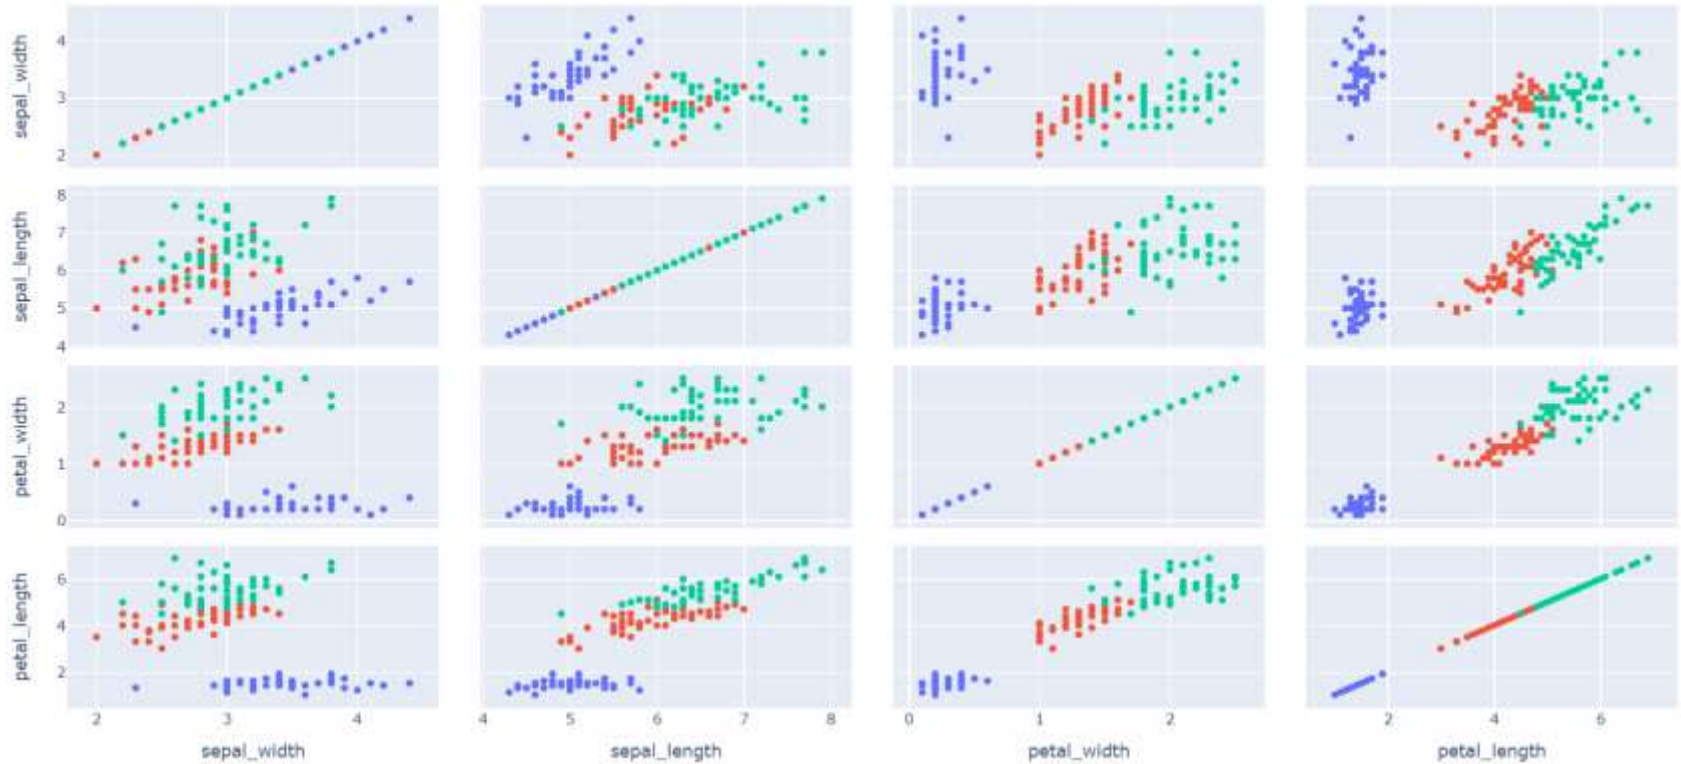 sepal_width
4
3
2
sepal_length
8
7
6
5
4
petal_width
2
1
0
petal_length
6
4
2
2 3 4 4 5 6 7 8 0 1 2 2 4 6
sepal_width sepal_length petal_width petal_length